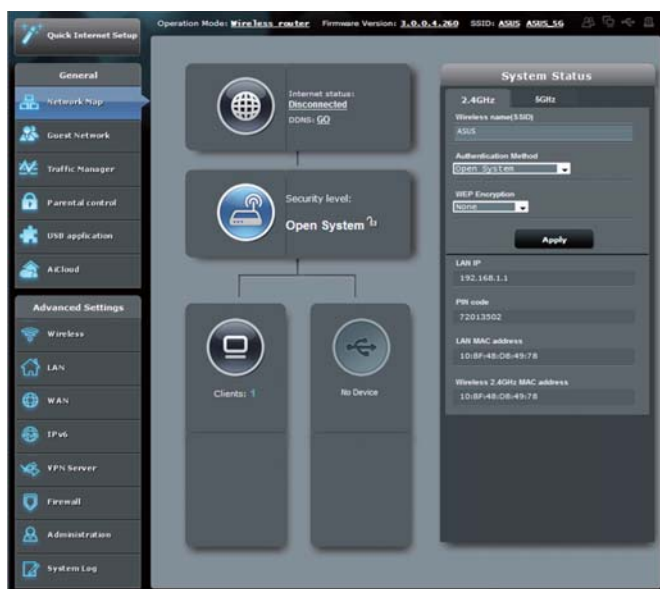 Quick Internet Setup
Operation Mode: Wireless router Firmware Version: 3.0.0.4.260 SSID: ASUS ASUS_5G
General
Network Map
Guest Network
Traffic Manager
Parental control
USB application
AiCloud
Advanced Settings
Wireless
LAN
WAN
IPv6
VPN Server
Firewall
Administration
System Log
Internet status:
Disconnected
DDNS: GO
Security level:
Open System
Clients: 1
No Device
System Status
2.4GHz 5GHz
Wireless name(SSID)
ASUS
Authentication Method
Open System
WEP Encryption
None
Apply
LAN IP
192.168.1.1
PIN code
72013502
LAN MAC address
10:BF:48:D8:49:78
Wireless 2.4GHz MAC address
10:BF:48:D8:49:78